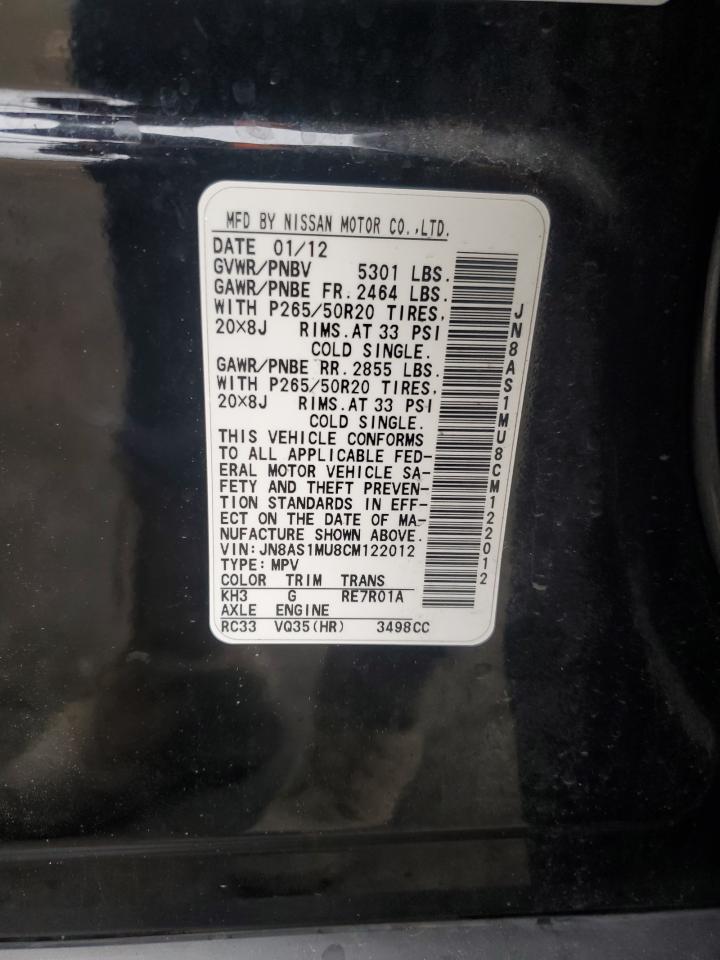 MFD BY NISSAN MOTOR CO.,LTD.
DATE 01/12
GVWR/PNBV 5301 LBS.
GAWR/PNBE FR. 2464 LBS.
WITH P265/50R20 TIRES,
20×8J RIMS.AT 33 PSI
COLD SINGLE.
GAWR/PNBE RR. 2855 LBS.
WITH P265/50R20 TIRES,
20×8J RIMS.AT 33 PSI
COLD SINGLE.
THIS VEHICLE CONFORMS
TO ALL APPLICABLE FED-
ERAL MOTOR VEHICLE SA-
FETY AND THEFT PREVEN-
TION STANDARDS IN EFF-
ECT ON THE DATE OF MA-
NUFACTURE SHOWN ABOVE.
VIN:JN8AS1MU8CM122012
TYPE:MPV
COLOR TRIM TRANS
KH3 G RE7R01A
AXLE ENGINE
RC33 VQ35(HR) 3498CC
JN8AS1MU8CM122012